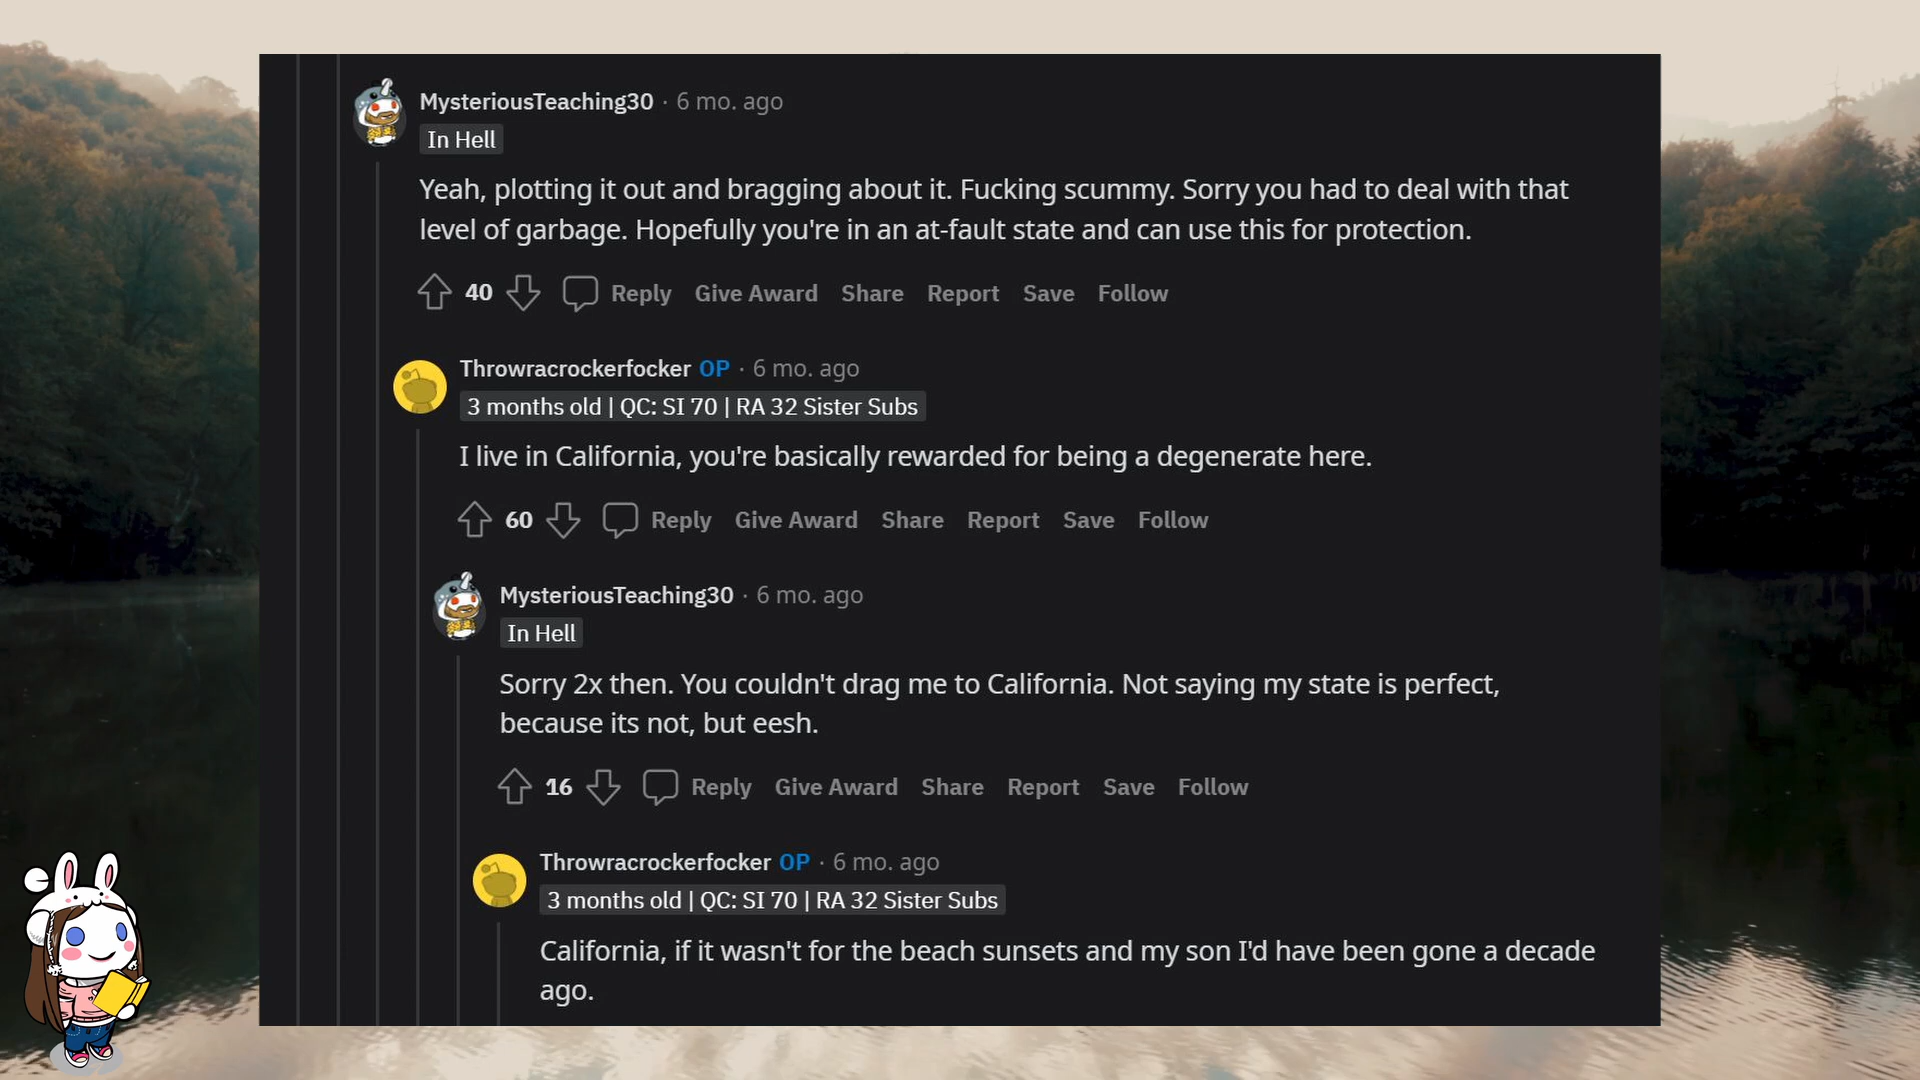 MysteriousTeaching30 · 6 mo. ago
In Hell
Yeah, plotting it out and bragging about it. Fucking scummy. Sorry you had to deal with that
level of garbage. Hopefully you're in an at-fault state and can use this for protection.
40 Reply Give Award Share Report Save Follow
Throwracrockerfocker OP · 6 mo. ago
3 months old | QC: SI 70 | RA 32 Sister Subs
I live in California, you're basically rewarded for being a degenerate here.
60 Reply Give Award Share Report Save Follow
MysteriousTeaching30 · 6 mo. ago
In Hell
Sorry 2x then. You couldn't drag me to California. Not saying my state is perfect,
because its not, but eesh.
16 Reply Give Award Share Report Save Follow
Throwracrockerfocker OP · 6 mo. ago
3 months old | QC: SI 70 | RA 32 Sister Subs
California, if it wasn't for the beach sunsets and my son I'd have been gone a decade
ago.